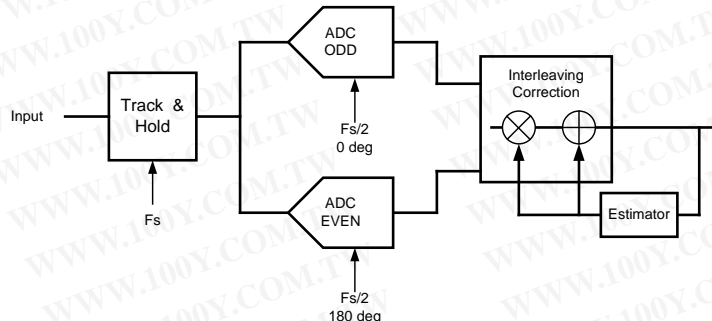 ADC
ODD
Interleaving
Correction
Input
Track &
Hold
Fs/2
0 deg
Fs
ADC
EVEN
Estimator
Fs/2
180 deg
WWW.100Y.COM.TW